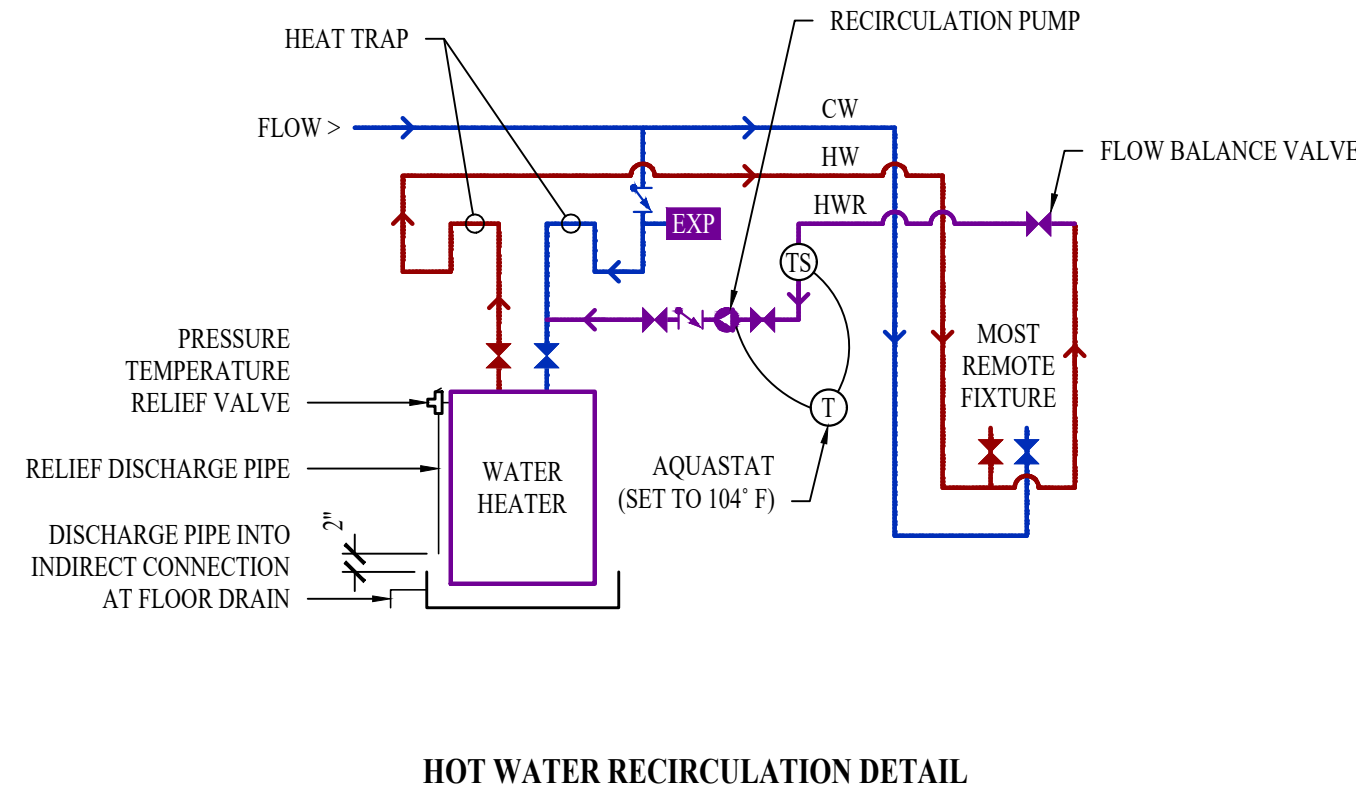 RECIRCULATION PUMP
HEAT TRAP
CW
FLOW >
HW
FLOW BALANCE VALVE
HWR
EXP
TS
PRESSURE
TEMPERATURE
RELIEF VALVE
MOST
REMOTE
FIXTURE
T
RELIEF DISCHARGE PIPE
WATER
HEATER
AQUASTAT
(SET TO 104° F)
2"
DISCHARGE PIPE INTO
INDIRECT CONNECTION
AT FLOOR DRAIN
HOT WATER RECIRCULATION DETAIL